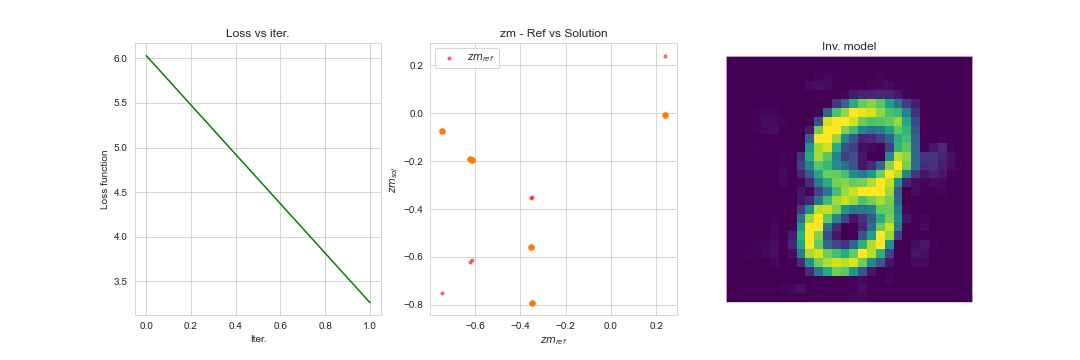 Loss vs iter.
Loss function
6.0
5.5
5.0
4.5
4.0
3.5
0.0 0.2 0.4 0.6 0.8 1.0
Iter.
zm - Ref vs Solution
zm_ref
zm_sol
0.2
0.0
−0.2
−0.4
−0.6
−0.8
−0.6 −0.4 −0.2 0.0 0.2
zm_ref
Inv. model
8